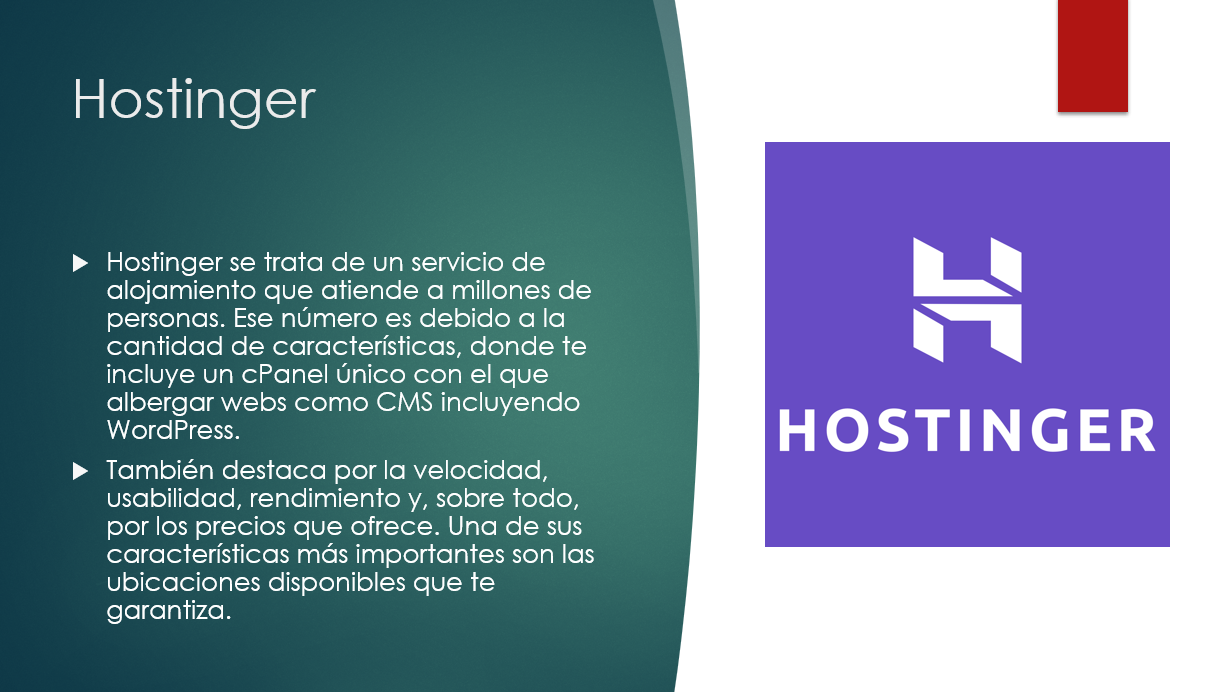 Hostinger
Hostinger se trata de un servicio de
alojamiento que atiende a millones de
personas. Ese número es debido a la
cantidad de características, donde te
incluye un cPanel único con el que
albergar webs como CMS incluyendo
WordPress.
También destaca por la velocidad,
usabilidad, rendimiento y, sobre todo,
por los precios que ofrece. Una de sus
características más importantes son las
ubicaciones disponibles que te
garantiza.
HOSTINGER